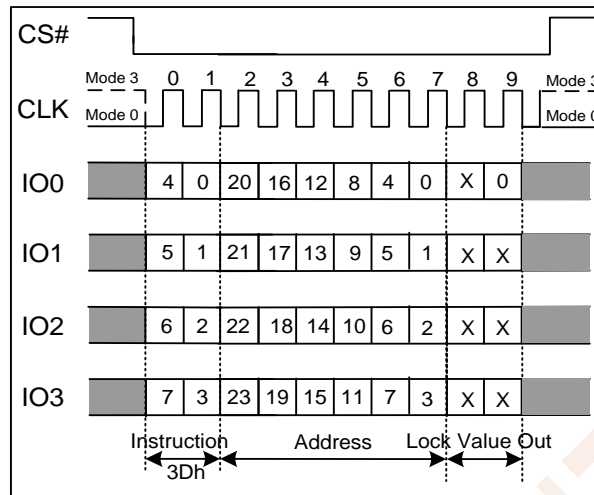 CS#
Mode 3 0 1 2 3 4 5 6 7 8 9 Mode 3
CLK Mode 0 Mode 0
IO0 4 0 20 16 12 8 4 0 X 0
IO1 5 1 21 17 13 9 5 1 X X
IO2 6 2 22 18 14 10 6 2 X X
IO3 7 3 23 19 15 11 7 3 X X
Instruction Address Lock Value Out
3Dh